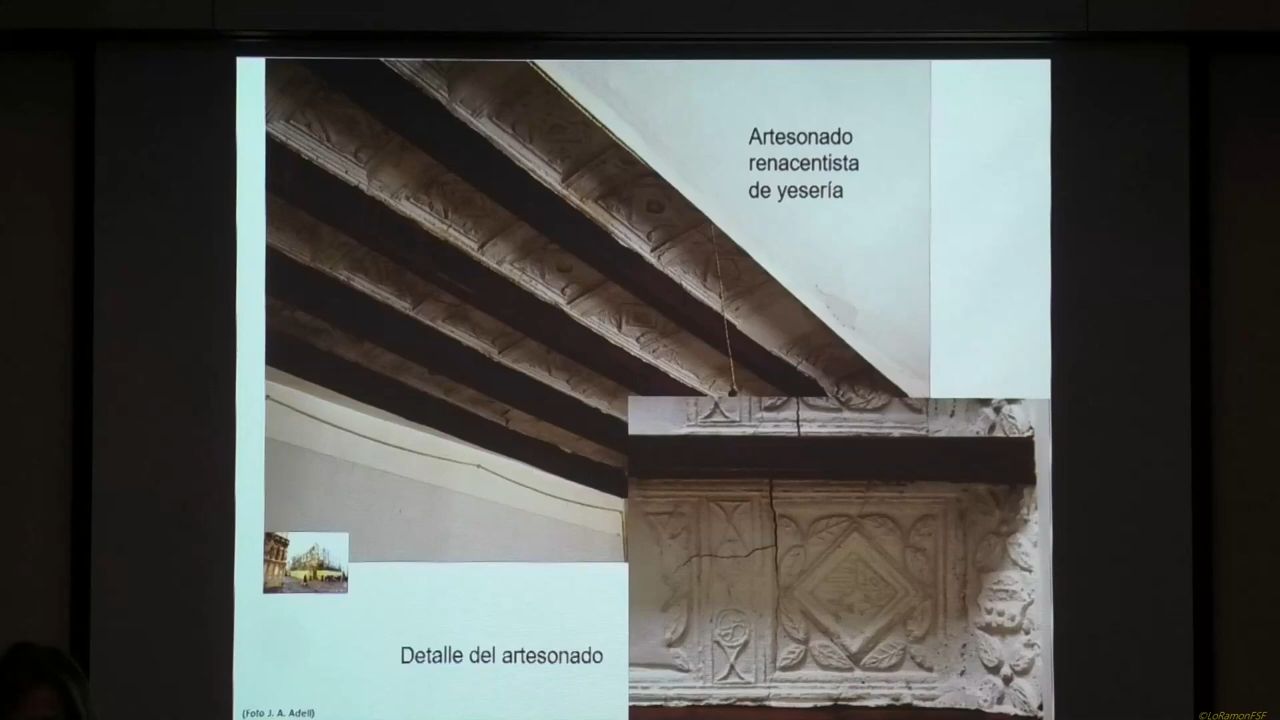 Artesonado
renacentista
de yesería
Detalle del artesonado
(Foto J. A. Adell)
©LoRamonFSF